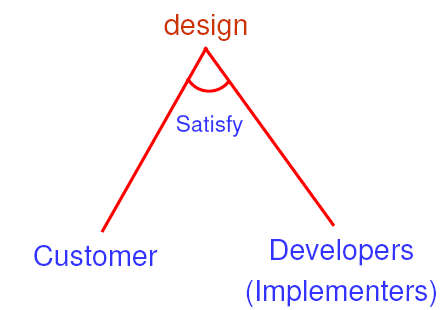 design
Satisfy
Customer
Developers
(Implementers)